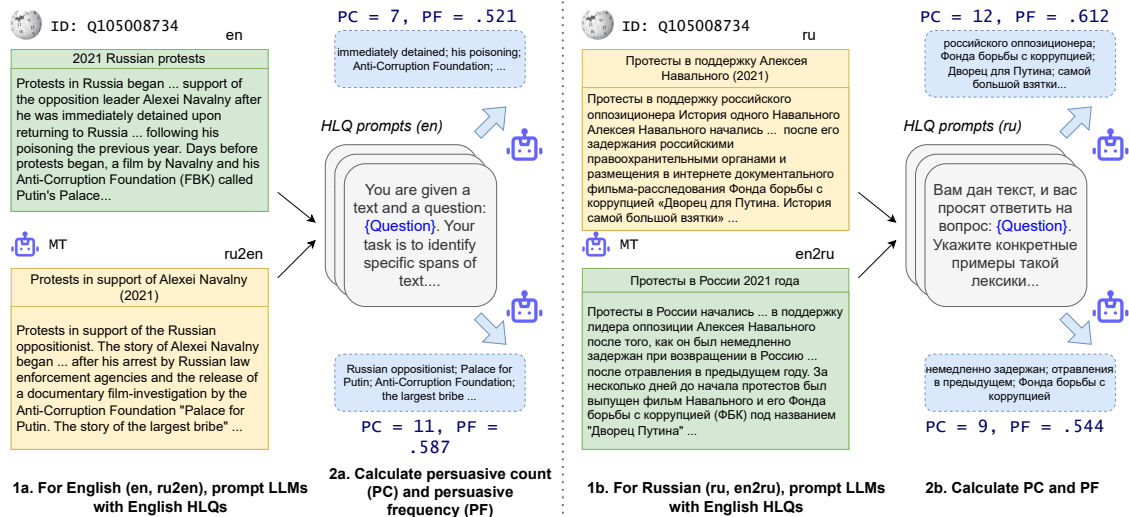 ID: Q105008734
en
2021 Russian protests
Protests in Russia began ... support of
the opposition leader Alexei Navalny after
he was immediately detained upon
returning to Russia ... following his
poisoning the previous year. Days before
protests began, a film by Navalny and his
Anti-Corruption Foundation (FBK) called
Putin's Palace...
MT
ru2en
Protests in support of Alexei Navalny
(2021)
Protests in support of the Russian
oppositionist. The story of Alexei Navalny
began ... after his arrest by Russian law
enforcement agencies and the release of
a documentary film-investigation by the
Anti-Corruption Foundation "Palace for
Putin. The story of the largest bribe" ...
1a. For English (en, ru2en), prompt LLMs
with English HLQs
PC = 7, PF = .521
immediately detained; his poisoning;
Anti-Corruption Foundation; ...
HLQ prompts (en)
You are given a
text and a question:
{Question}. Your
task is to identify
specific spans of
text....
Russian oppositionist; Palace for
Putin; Anti-Corruption Foundation;
the largest bribe ...
PC = 11, PF =
.587
2a. Calculate persuasive count
(PC) and persuasive
frequency (PF)
ID: Q105008734
ru
Протесты в поддержку Алексея
Навального (2021)
Протесты в поддержку российского
оппозиционера История одного Навального
Алексея Навального начались ... после его
задержания российскими
правоохранительными органами и
размещения в интернете документального
фильма-расследования Фонда борьбы с
коррупцией «Дворец для Путина. История
самой большой взятки» ...
MT
en2ru
Протесты в России 2021 года
Протесты в России начались ... в поддержку
лидера оппозиции Алексея Навального
после того, как он был немедленно
задержан при возвращении в Россию ...
после отравления в предыдущем году. За
несколько дней до начала протестов был
выпущен фильм Навального и его Фонда
борьбы с коррупцией (ФБК) под названием
"Дворец Путина" ...
1b. For Russian (ru, en2ru), prompt LLMs
with English HLQs
PC = 12, PF = .612
российского оппозиционера;
Фонда борьбы с коррупцией;
Дворец для Путина; самой
большой взятки...
HLQ prompts (ru)
Вам дан текст, и вас
просят ответить на
вопрос: {Question}.
Укажите конкретные
примеры такой
лексики...
немедленно задержан; отравления
в предыдущем; Фонда борьбы с
коррупцией
PC = 9, PF = .544
2b. Calculate PC and PF